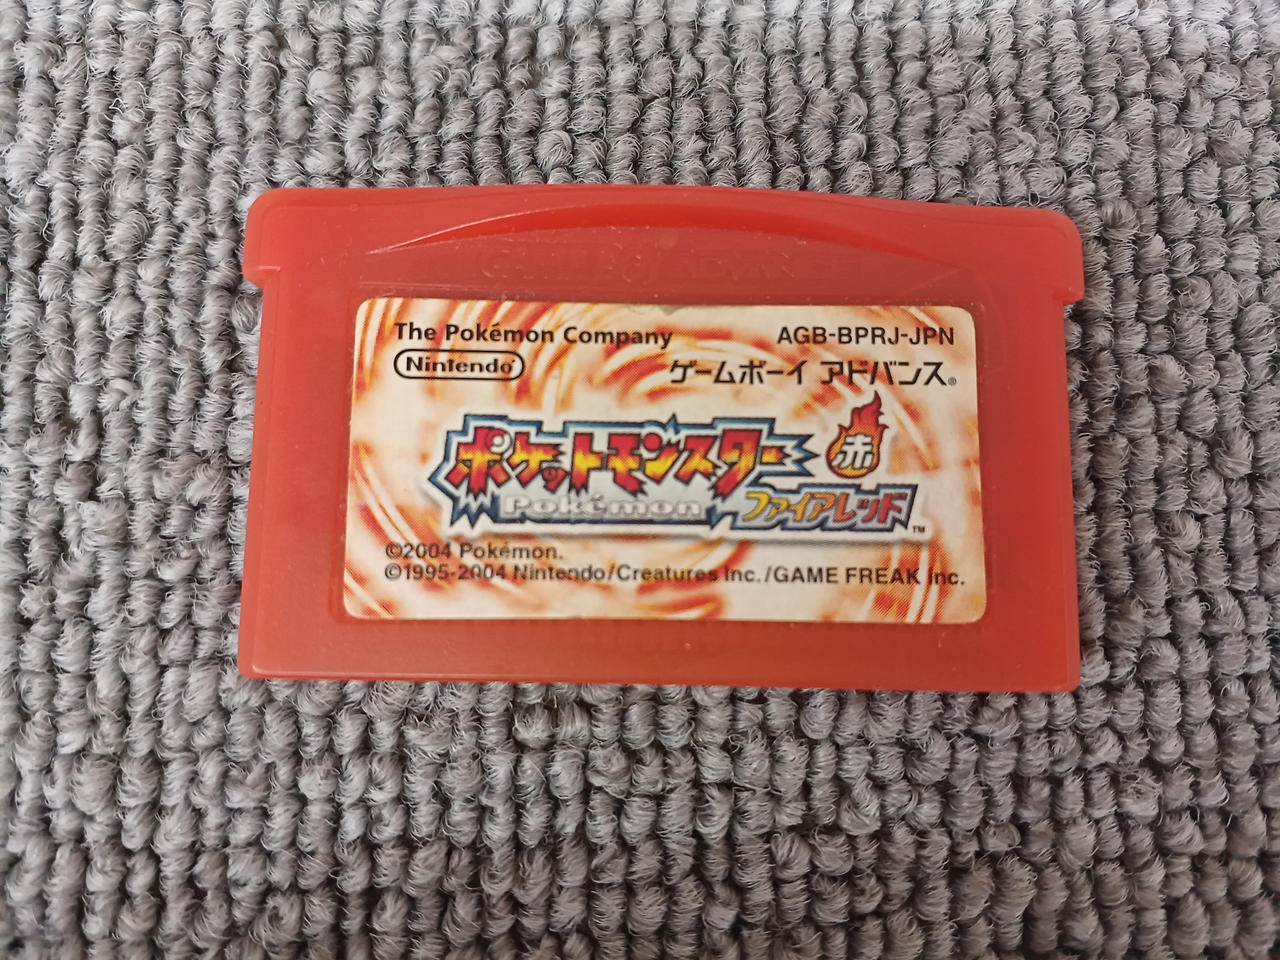 GAME BOY ADVANCE
The Pokémon Company
AGB-BPRJ-JPN
Nintendo®
ゲームボーイ アドバンス®
ポケットモンスター 赤
Pokémon ファイアレッド™
©2004 Pokémon.
©1995-2004 Nintendo/Creatures Inc./GAME FREAK inc.